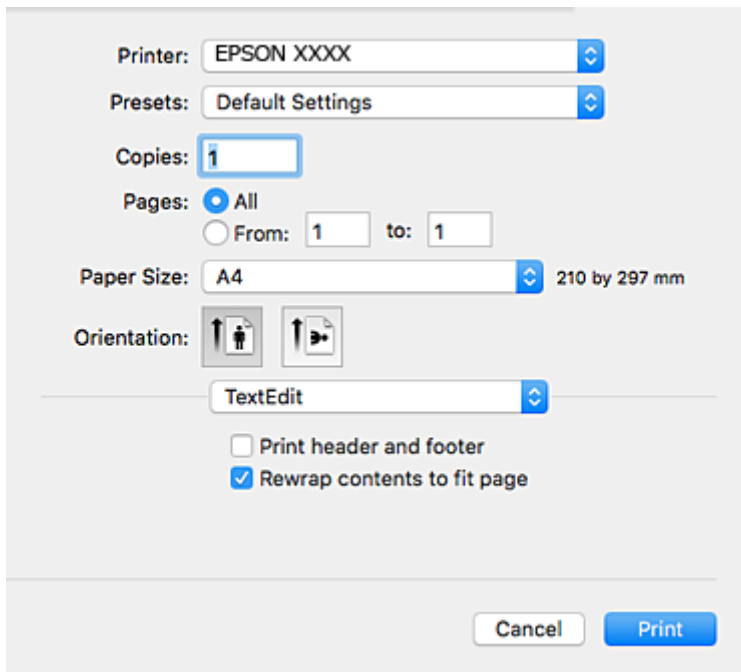 Printer: EPSON XXXX
Presets: Default Settings
Copies: 1
Pages: All
From: 1 to: 1
Paper Size: A4 210 by 297 mm
Orientation:
TextEdit
Print header and footer
Rewrap contents to fit page
Cancel Print